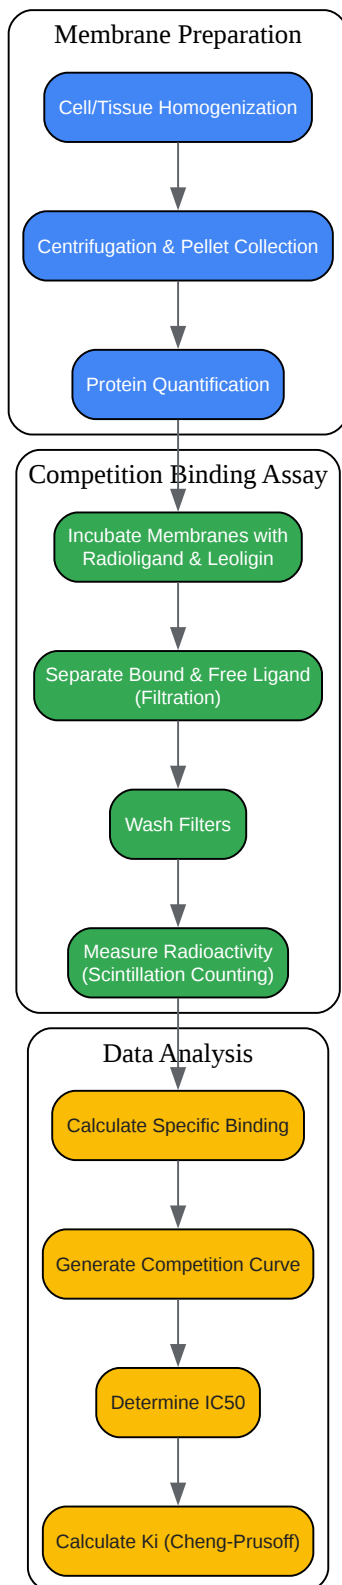 Membrane Preparation
Cell/Tissue Homogenization
Centrifugation & Pellet Collection
Protein Quantification
Competition Binding Assay
Incubate Membranes with
Radioligand & Leoligin
Separate Bound & Free Ligand
(Filtration)
Wash Filters
Measure Radioactivity
(Scintillation Counting)
Data Analysis
Calculate Specific Binding
Generate Competition Curve
Determine IC50
Calculate Ki (Cheng-Prusoff)